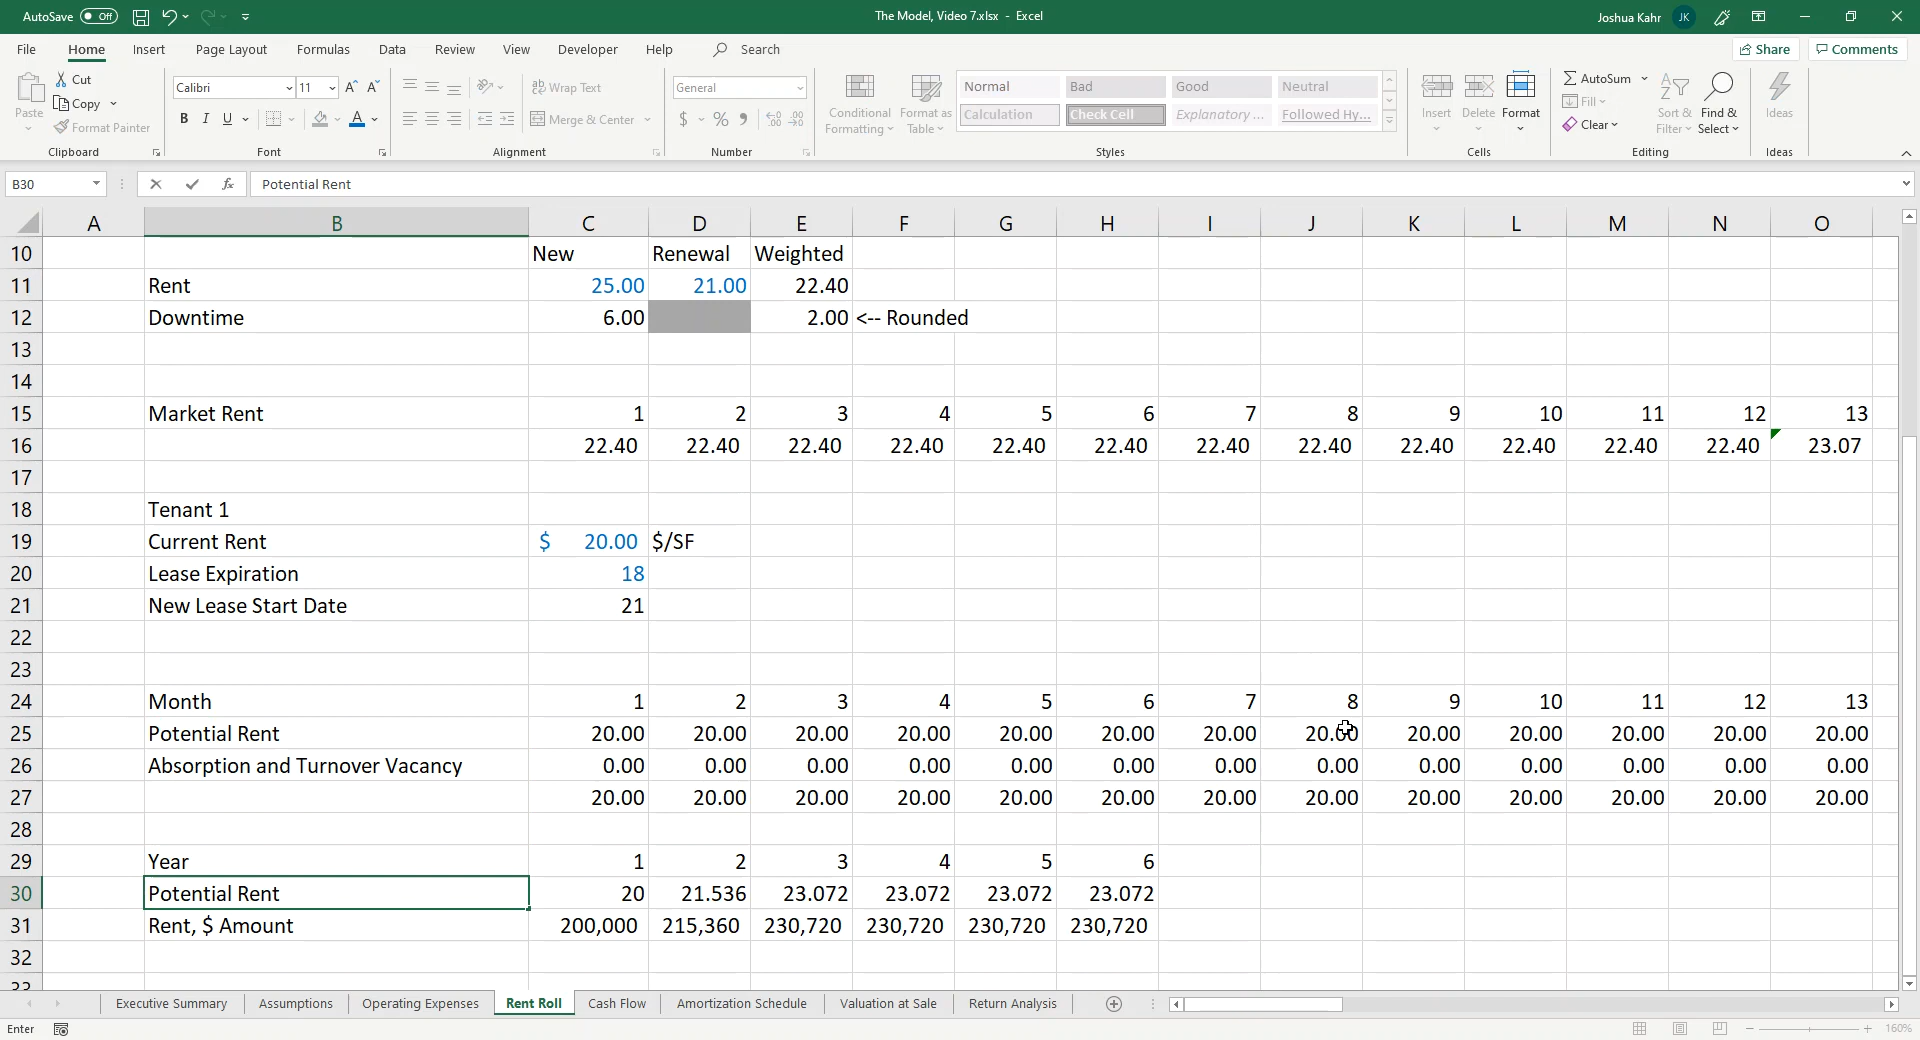 AutoSave Off The Model, Video 7.xlsx - Excel Joshua Kahr JK
File Home Insert Page Layout Formulas Data Review View Developer Help Search Share Comments
Cut
Copy
Format Painter
Paste
Clipboard
Calibri 11
B I U
Font
Wrap Text
Merge & Center
Alignment
General
$ % 9
Number
Conditional Formatting
Format as Table
Normal Bad Good Neutral
Calculation Check Cell Explanatory ... Followed Hy...
Styles
Insert Delete Format
Cells
AutoSum
Fill
Clear
Sort & Filter
Find & Select
Editing
Ideas
Ideas
B30 fx Potential Rent
A B C D E F G H I J K L M N O
10 New Renewal Weighted
11 Rent 25.00 21.00 22.40
12 Downtime 6.00 2.00 <-- Rounded
13
14
15 Market Rent 1 2 3 4 5 6 7 8 9 10 11 12 13
16 22.40 22.40 22.40 22.40 22.40 22.40 22.40 22.40 22.40 22.40 22.40 22.40 23.07
17
18 Tenant 1
19 Current Rent $ 20.00 $/SF
20 Lease Expiration 18
21 New Lease Start Date 21
22
23
24 Month 1 2 3 4 5 6 7 8 9 10 11 12 13
25 Potential Rent 20.00 20.00 20.00 20.00 20.00 20.00 20.00 20.00 20.00 20.00 20.00 20.00 20.00
26 Absorption and Turnover Vacancy 0.00 0.00 0.00 0.00 0.00 0.00 0.00 0.00 0.00 0.00 0.00 0.00 0.00
27 20.00 20.00 20.00 20.00 20.00 20.00 20.00 20.00 20.00 20.00 20.00 20.00 20.00
28
29 Year 1 2 3 4 5 6
30 Potential Rent 20 21.536 23.072 23.072 23.072 23.072
31 Rent, $ Amount 200,000 215,360 230,720 230,720 230,720 230,720
32
33
Executive Summary Assumptions Operating Expenses Rent Roll Cash Flow Amortization Schedule Valuation at Sale Return Analysis
Enter 160%